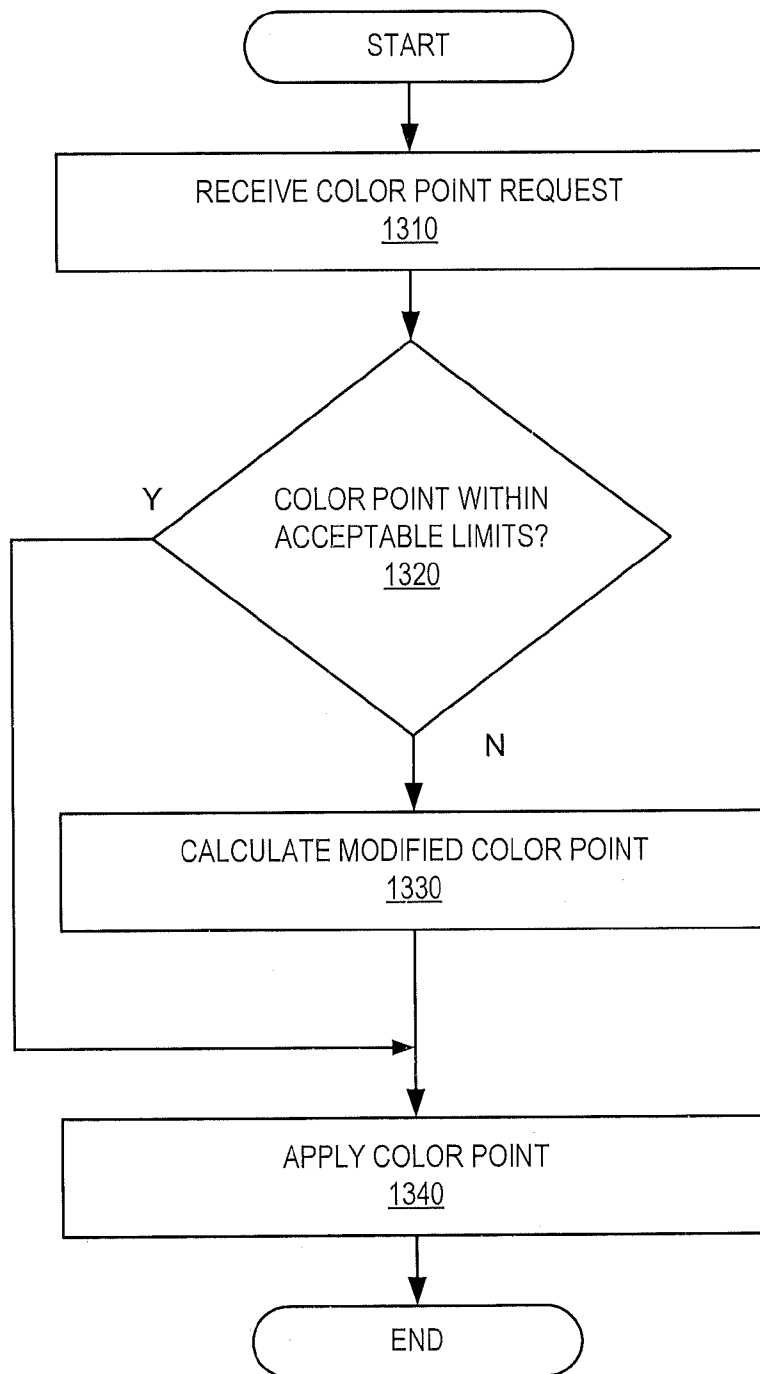 START
RECEIVE COLOR POINT REQUEST
1310
Y
COLOR POINT WITHIN
ACCEPTABLE LIMITS?
1320
N
CALCULATE MODIFIED COLOR POINT
1330
APPLY COLOR POINT
1340
END